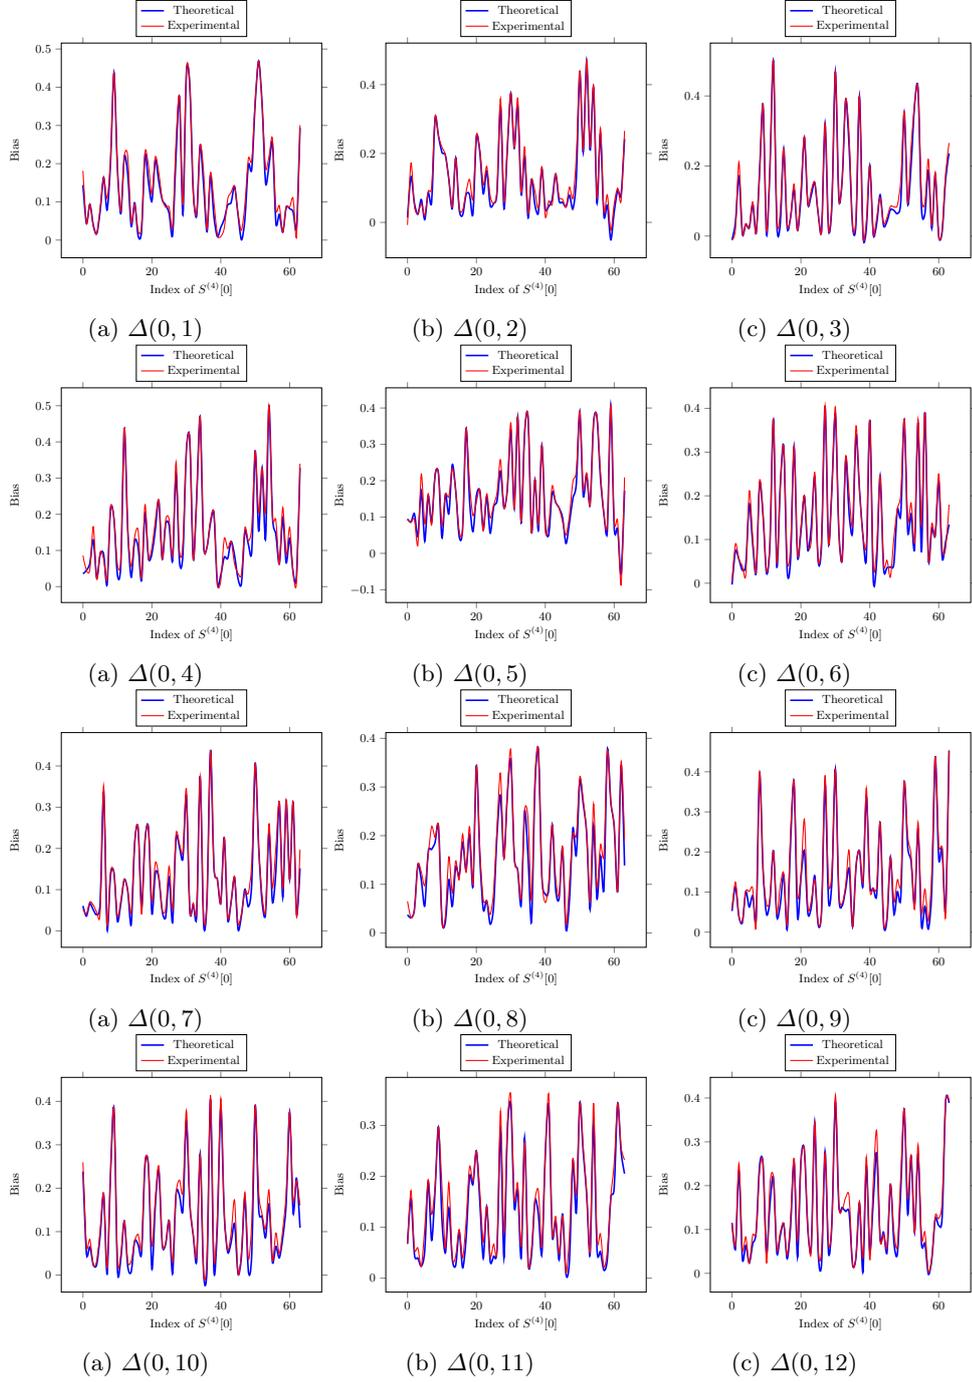 Theoretical
Experimental
Theoretical
Experimental
Theoretical
Experimental
0.5
0.4
0.3
0.2
0.1
0
Bias
0 20 40 60
Index of S^(4)[0]
(a) Δ(0, 1)
0.4
0.2
0
Bias
0 20 40 60
Index of S^(4)[0]
(b) Δ(0, 2)
0.4
0.2
0
Bias
0 20 40 60
Index of S^(4)[0]
(c) Δ(0, 3)
Theoretical
Experimental
Theoretical
Experimental
Theoretical
Experimental
0.5
0.4
0.3
0.2
0.1
0
Bias
0 20 40 60
Index of S^(4)[0]
(a) Δ(0, 4)
0.4
0.3
0.2
0.1
0
−0.1
Bias
0 20 40 60
Index of S^(4)[0]
(b) Δ(0, 5)
0.4
0.3
0.2
0.1
0
Bias
0 20 40 60
Index of S^(4)[0]
(c) Δ(0, 6)
Theoretical
Experimental
Theoretical
Experimental
Theoretical
Experimental
0.4
0.3
0.2
0.1
0
Bias
0 20 40 60
Index of S^(4)[0]
(a) Δ(0, 7)
0.4
0.3
0.2
0.1
0
Bias
0 20 40 60
Index of S^(4)[0]
(b) Δ(0, 8)
0.4
0.3
0.2
0.1
0
Bias
0 20 40 60
Index of S^(4)[0]
(c) Δ(0, 9)
Theoretical
Experimental
Theoretical
Experimental
Theoretical
Experimental
0.4
0.3
0.2
0.1
0
Bias
0 20 40 60
Index of S^(4)[0]
(a) Δ(0, 10)
0.3
0.2
0.1
0
Bias
0 20 40 60
Index of S^(4)[0]
(b) Δ(0, 11)
0.4
0.3
0.2
0.1
0
Bias
0 20 40 60
Index of S^(4)[0]
(c) Δ(0, 12)